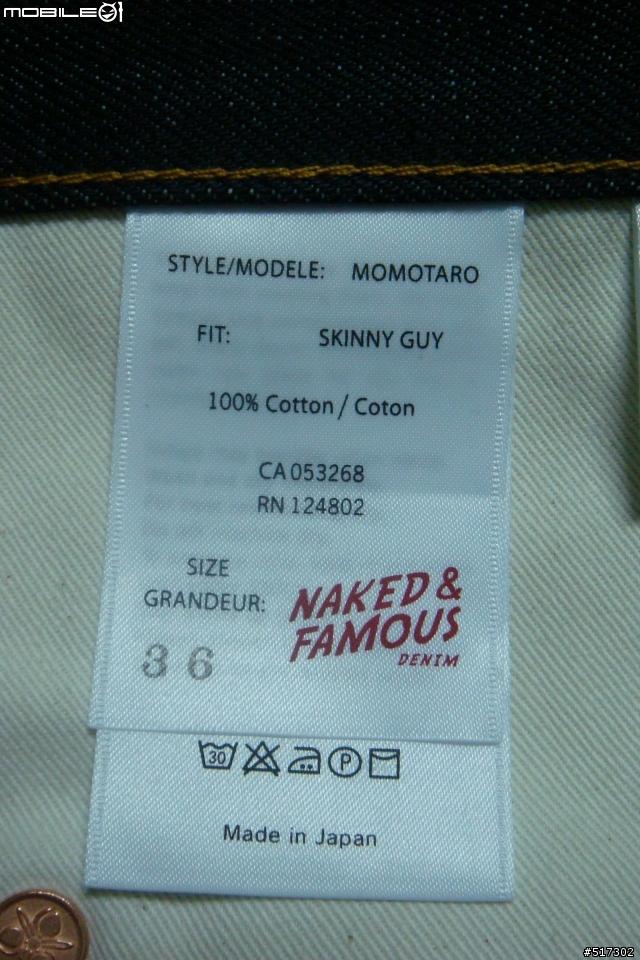 MOBILE01
STYLE/MODELE: MOMOTARO
FIT: SKINNY GUY
100% Cotton / Coton
CA 053268
RN 124802
SIZE
GRANDEUR:
36
NAKED &
FAMOUS
DENIM
30 P
Made in Japan
#517302